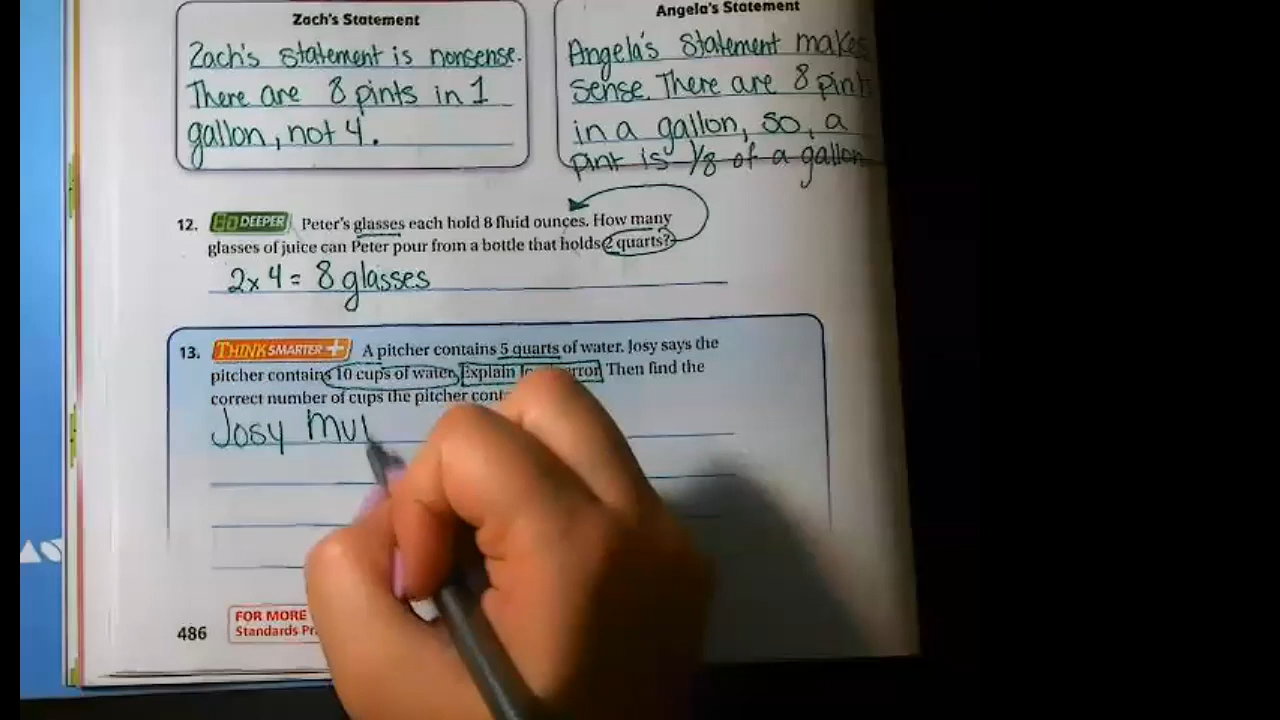 Zach's Statement
Zach's statement is nonsense.
There are 8 pints in 1
gallon, not 4.
Angela's Statement
Angela's statement makes
sense. There are 8 pint
in a gallon, so, a
pint is 1/8 of a gallon
12. GO DEEPER Peter's glasses each hold 8 fluid ounces. How many
glasses of juice can Peter pour from a bottle that holds 2 quarts?
2x4 = 8 glasses
13. THINK SMARTER + A pitcher contains 5 quarts of water. Josy says the
pitcher contains 10 cups of water. Explain error. Then find the
correct number of cups the pitcher
Josy Mul
486
FOR MORE
Standards